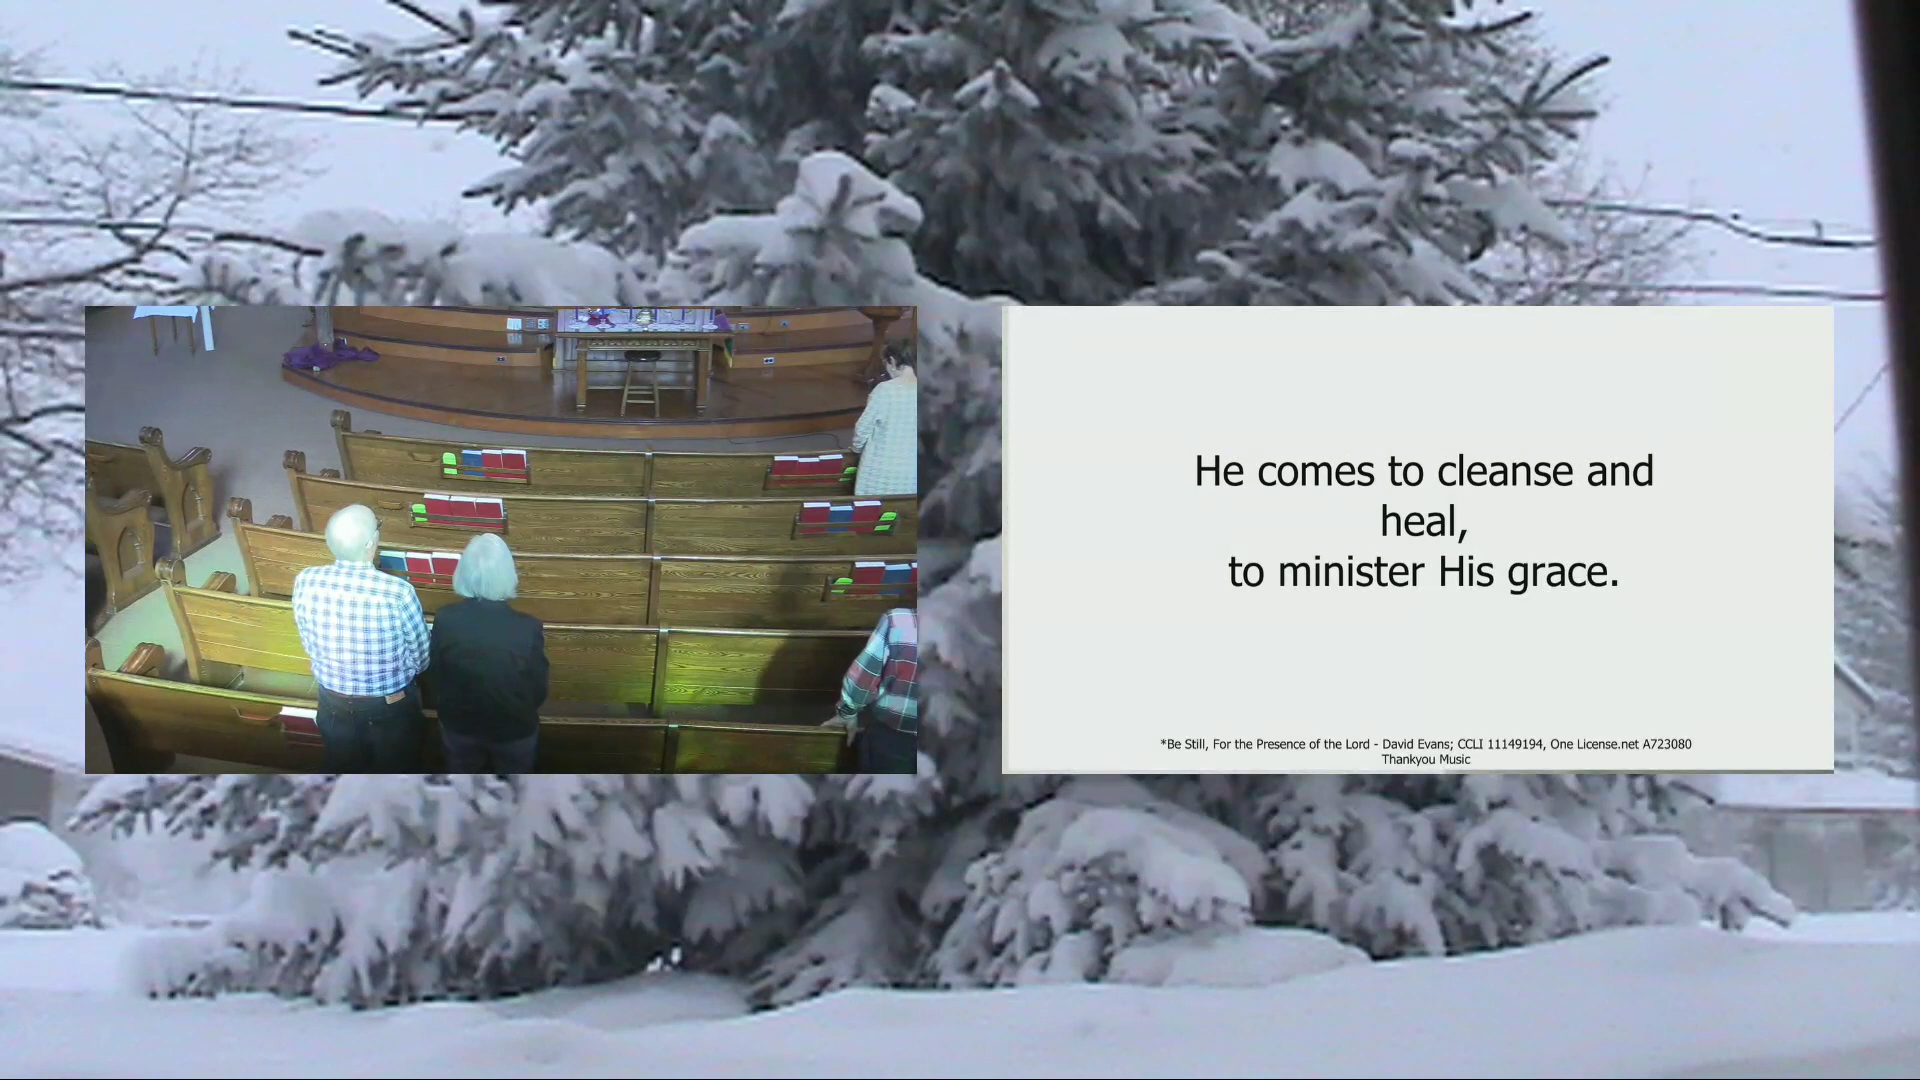 He comes to cleanse and
heal,
to minister His grace.
*Be Still, For the Presence of the Lord - David Evans; CCLI 11149194, One License.net A723080
Thankyou Music